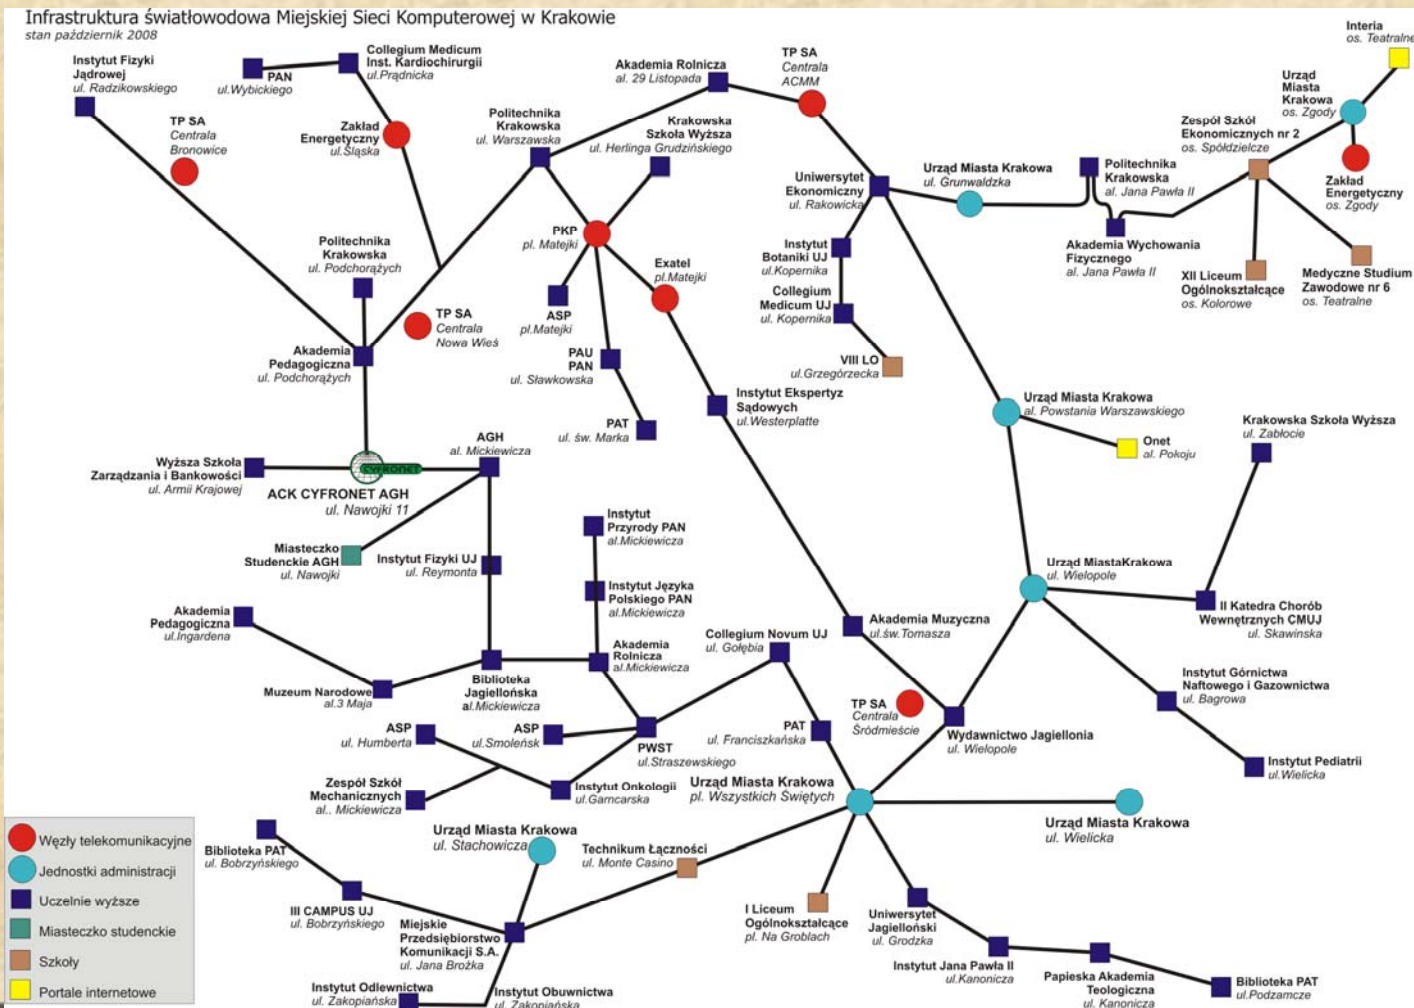 Infrastruktura światłowodowa Miejskiej Sieci Komputerowej w Krakowie
stan październik 2008
Instytut Fizyki
Jądrowej
ul. Radzikowskiego
PAN
ul.Wybickiego
Collegium Medicum
Inst. Kardiochirurgii
ul.Prądnicka
TP SA
Centrala
Bronowice
Zakład
Energetyczny
ul.Śląska
Politechnika
Krakowska
ul. Warszawska
Akademia Rolnicza
al. 29 Listopada
TP SA
Centrala
ACMM
Krakowska
Szkoła Wyższa
ul. Herlinga Grudzińskiego
Interia
os. Teatralne
Urząd
Miasta
Krakowa
os. Zgody
Zespół Szkół
Ekonomicznych nr 2
os. Spółdzielcze
Zakład
Energetyczny
os. Zgody
Urząd Miasta Krakowa
ul. Grunwaldzka
Politechnika
Krakowska
al. Jana Pawła II
Uniwersytet
Ekonomiczny
ul. Rakowicka
Akademia Wychowania
Fizycznego
al. Jana Pawła II
XII Liceum
Ogólnokształcące
os. Kolorowe
Medyczne Studium
Zawodowe nr 6
os. Teatralne
Politechnika
Krakowska
ul. Podchorążych
PKP
pl. Matejki
Exatel
pl.Matejki
Instytut
Botaniki UJ
ul.Kopernika
Collegium
Medicum UJ
ul. Kopernika
ASP
pl.Matejki
TP SA
Centrala
Nowa Wieś
VIII LO
ul.Grzegórzecka
Akademia
Pedagogiczna
ul. Podchorążych
PAU
PAN
ul. Sławkowska
PAT
ul. św. Marka
Instytut Ekspertyz
Sądowych
ul.Westerplatte
Urząd Miasta Krakowa
al. Powstania Warszawskiego
Onet
al. Pokoju
Krakowska Szkoła Wyższa
ul. Zabłocie
AGH
al. Mickiewicza
Wyższa Szkoła
Zarządzania i Bankowości
ul. Armii Krajowej
CYFRONET
ACK CYFRONET AGH
ul. Nawojki 11
Instytut
Przyrody PAN
al.Mickiewicza
Miasteczko
Studenckie AGH
ul. Nawojki
Instytut Fizyki UJ
ul. Reymonta
Instytut Języka
Polskiego PAN
al.Mickiewicza
Urząd MiastaKrakowa
ul. Wielopole
II Katedra Chorób
Wewnętrznych CMUJ
ul. Skawinska
Akademia
Pedagogiczna
ul.Ingardena
Akademia Muzyczna
ul.św.Tomasza
Collegium Novum UJ
ul. Gołębia
Akademia
Rolnicza
al.Mickiewicza
Muzeum Narodowe
al.3 Maja
Biblioteka
Jagiellońska
al.Mickiewicza
Instytut Górnictwa
Naftowego i Gazownictwa
ul. Bagrowa
TP SA
Centrala
Śródmieście
ASP
ul. Humberta
ASP
ul.Smoleńsk
PWST
ul.Straszewskiego
PAT
ul. Franciszkańska
Wydawnictwo Jagiellonia
ul. Wielopole
Instytut Pediatrii
ul.Wielicka
Zespół Szkół
Mechanicznych
al.. Mickiewicza
Instytut Onkologii
ul.Garncarska
Urząd Miasta Krakowa
pl. Wszystkich Świętych
Urząd Miasta Krakowa
ul. Wielicka
Węzły telekomunikacyjne
Jednostki administracji
Uczelnie wyższe
Miasteczko studenckie
Szkoły
Portale internetowe
Biblioteka PAT
ul. Bobrzyńskiego
Urząd Miasta Krakowa
ul. Stachowicza
Technikum Łączności
ul. Monte Casino
III CAMPUS UJ
ul. Bobrzyńskiego
Miejskie
Przedsiębiorstwo
Komunikacji S.A.
ul. Jana Brożka
I Liceum
Ogólnokształcące
pl. Na Groblach
Uniwersytet
Jagielloński
ul. Grodzka
Instytut Jana Pawła II
ul.Kanonicza
Papieska Akademia
Teologiczna
ul. Kanonicza
Biblioteka PAT
ul.Podzamcze
Instytut Odlewnictwa
ul. Zakopiańska
Instytut Obuwnictwa
ul. Zakopiańska